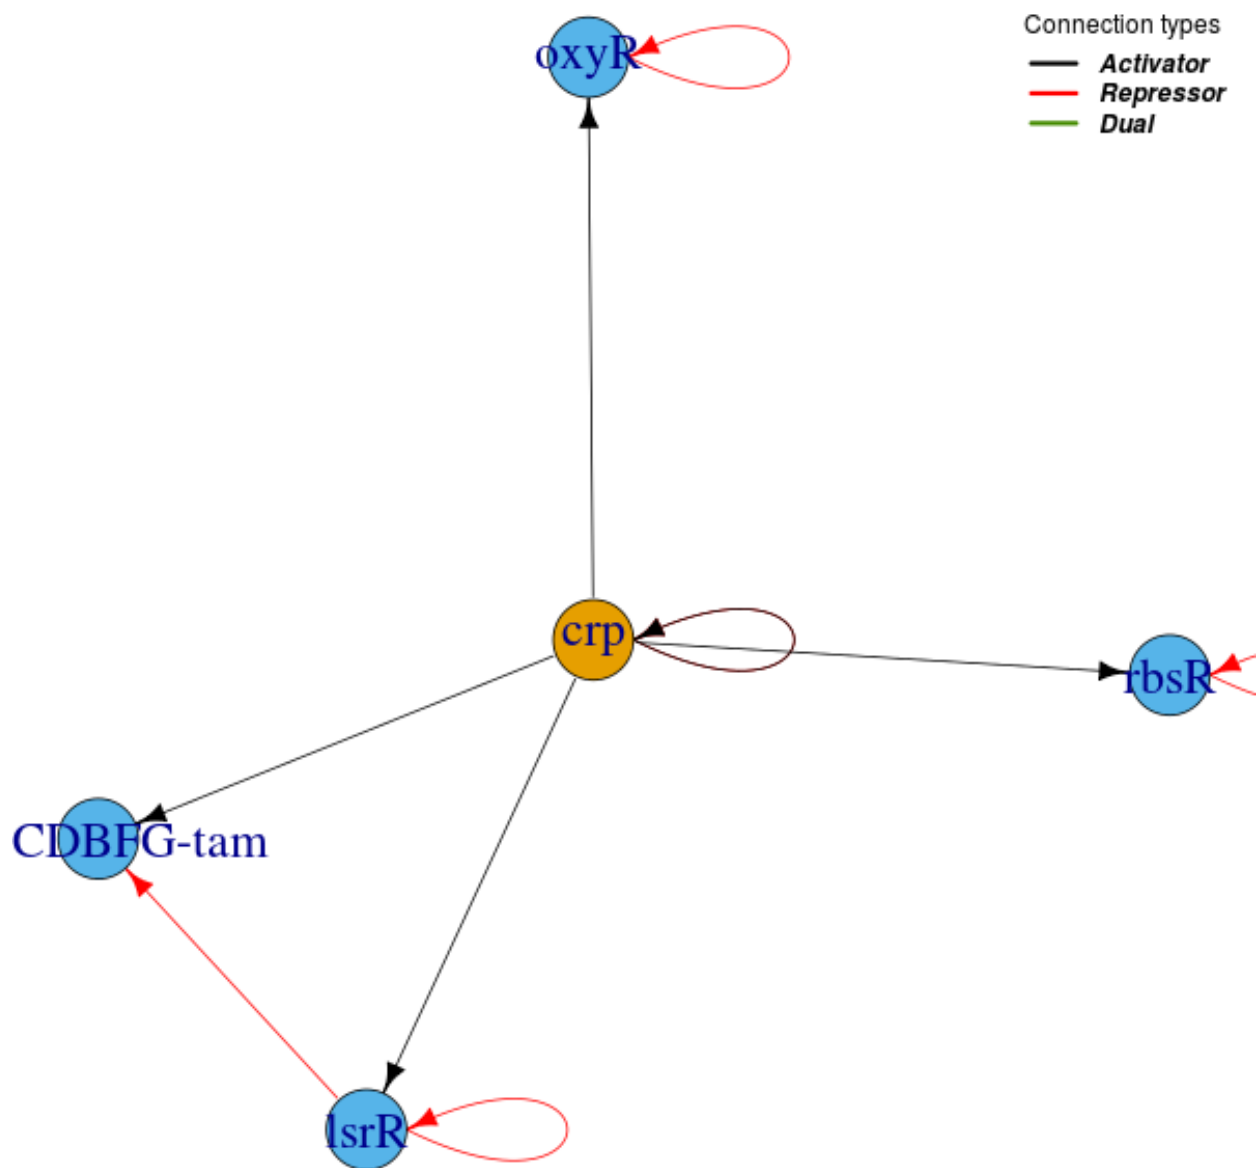 oxyR
Connection types
Activator
Repressor
Dual
crp
rbsR
CDBFG-tam
lsrR